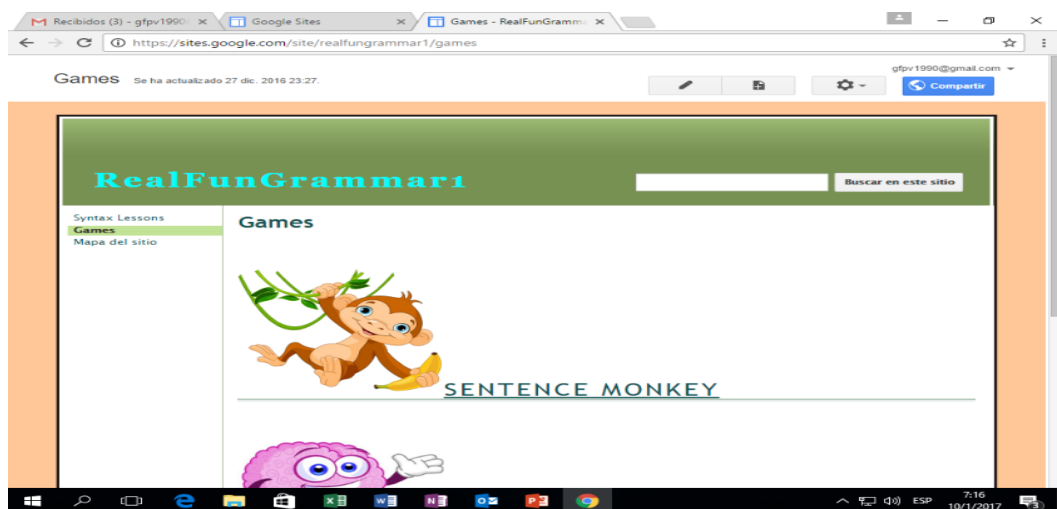 Recibidos (3) - gfpv1990
Google Sites
Games - RealFunGramma
https://sites.google.com/site/realfungrammar1/games
gfpv1990@gmail.com
Games Se ha actualizado 27 dic. 2016 23:27.
Compartir
RealFunGrammar1
Buscar en este sitio
Syntax Lessons
Games
Mapa del sitio
Games
SENTENCE MONKEY
ESP
7:16
10/1/2017